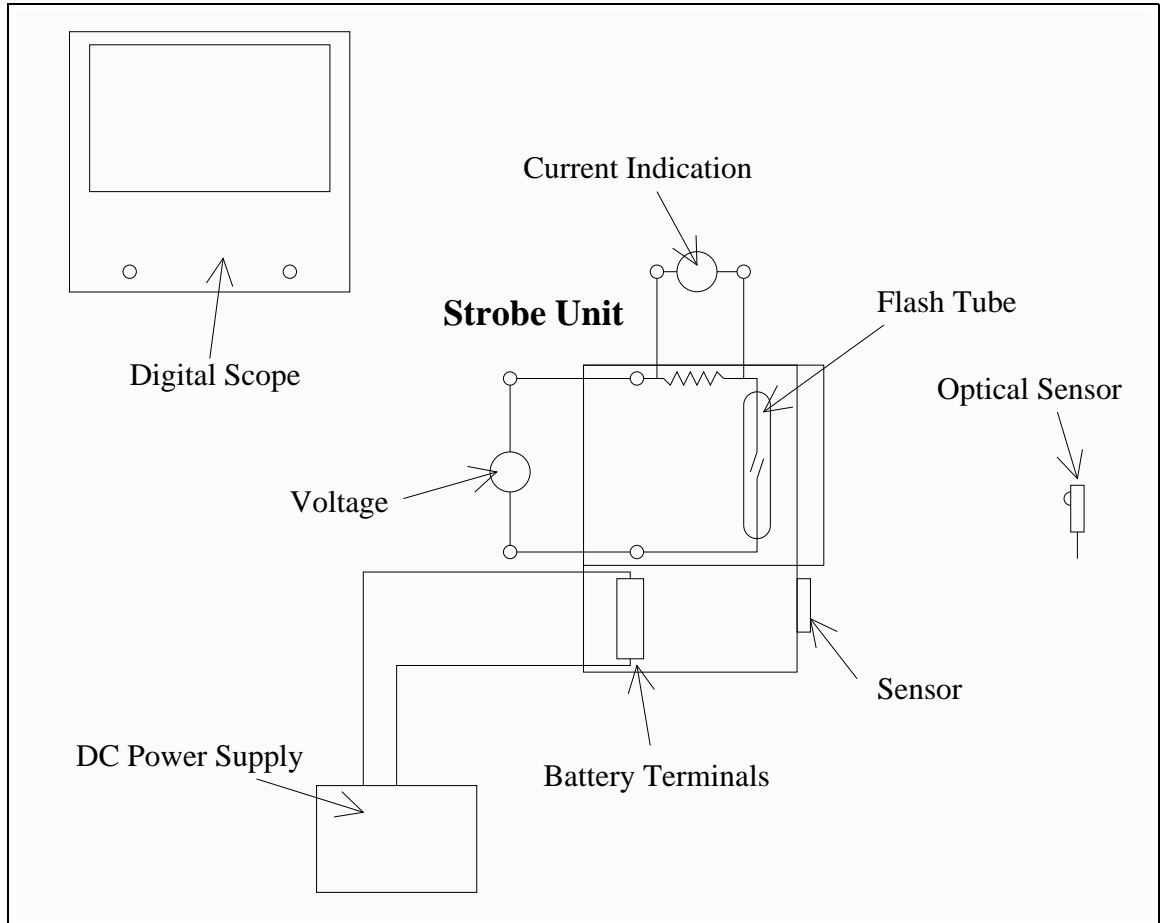 Current Indication
Strobe Unit
Flash Tube
Digital Scope
Optical Sensor
Voltage
Sensor
DC Power Supply
Battery Terminals